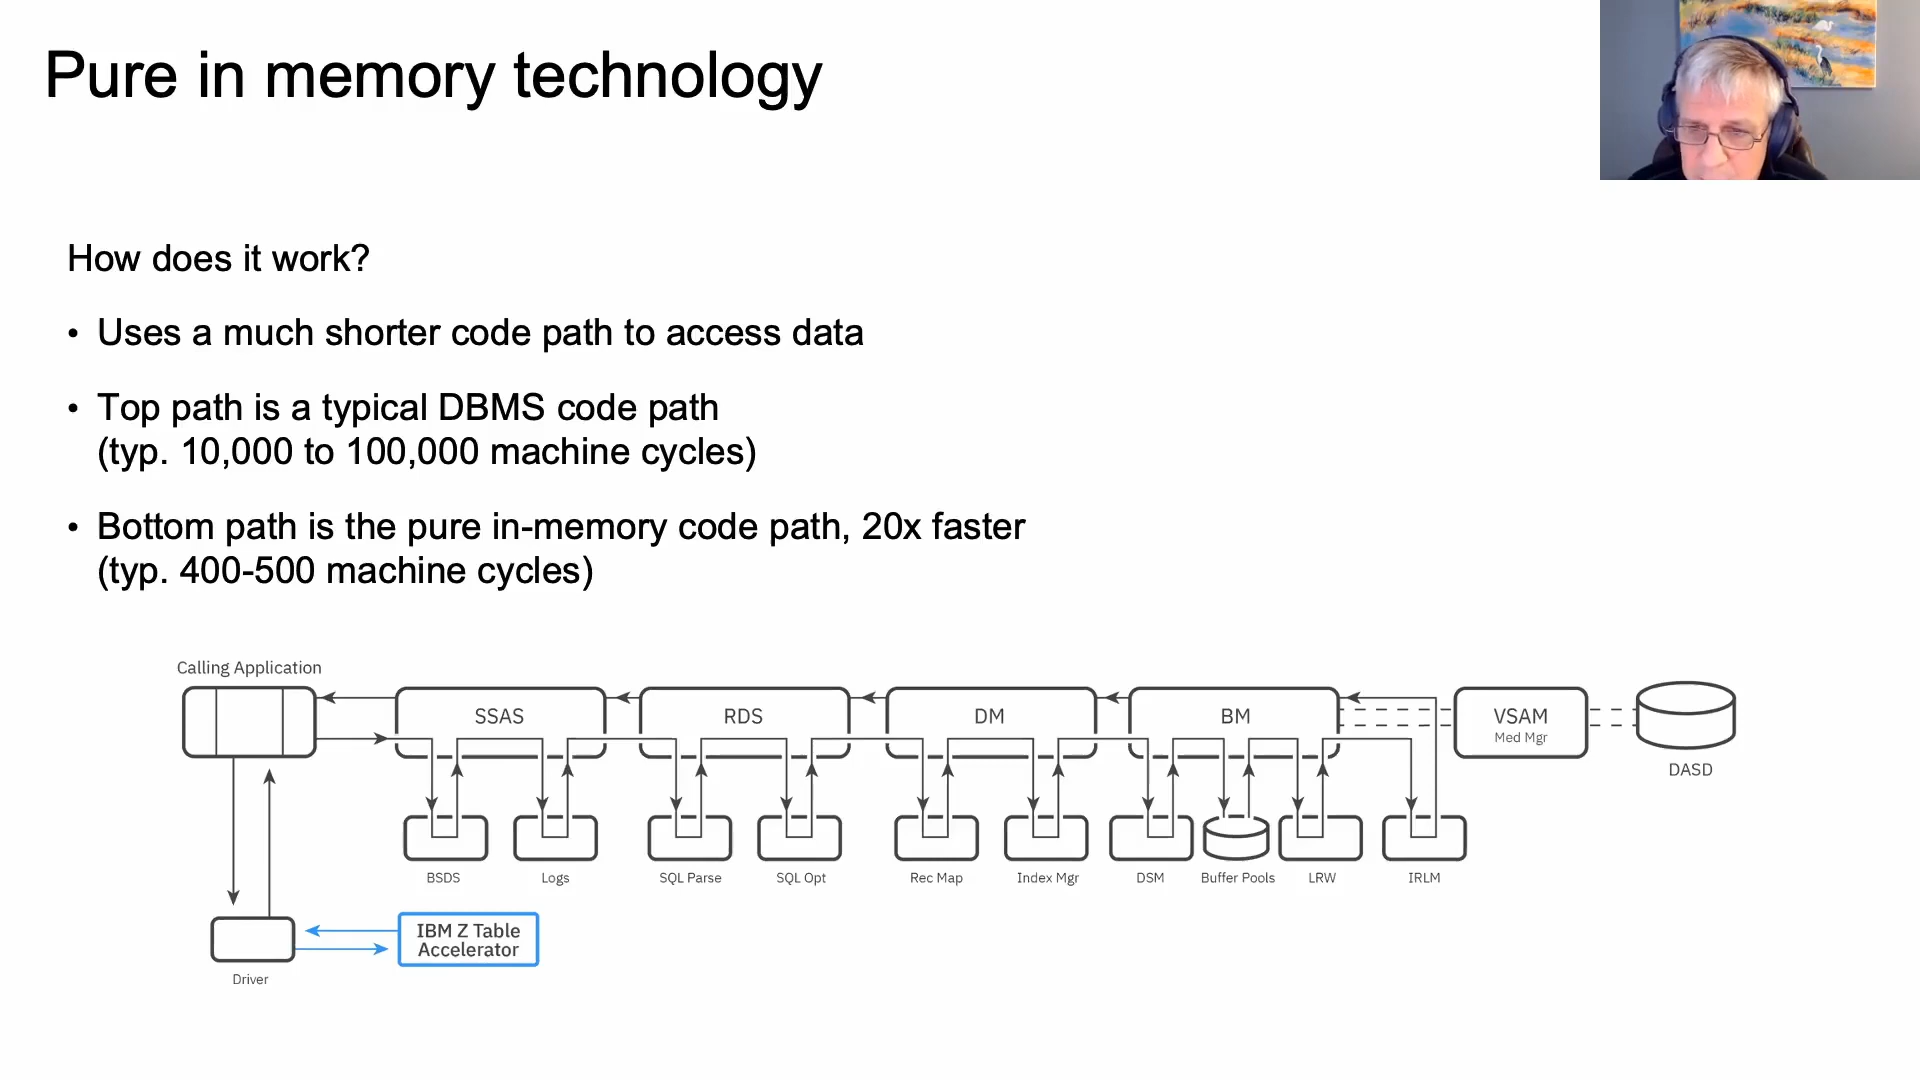 Pure in memory technology
How does it work?
• Uses a much shorter code path to access data
• Top path is a typical DBMS code path
(typ. 10,000 to 100,000 machine cycles)
• Bottom path is the pure in-memory code path, 20x faster
(typ. 400-500 machine cycles)
Calling Application
SSAS
RDS
DM
BM
VSAM
Med Mgr
DASD
BSDS
Logs
SQL Parse
SQL Opt
Rec Map
Index Mgr
DSM
Buffer Pools
LRW
IRLM
IBM Z Table
Accelerator
Driver